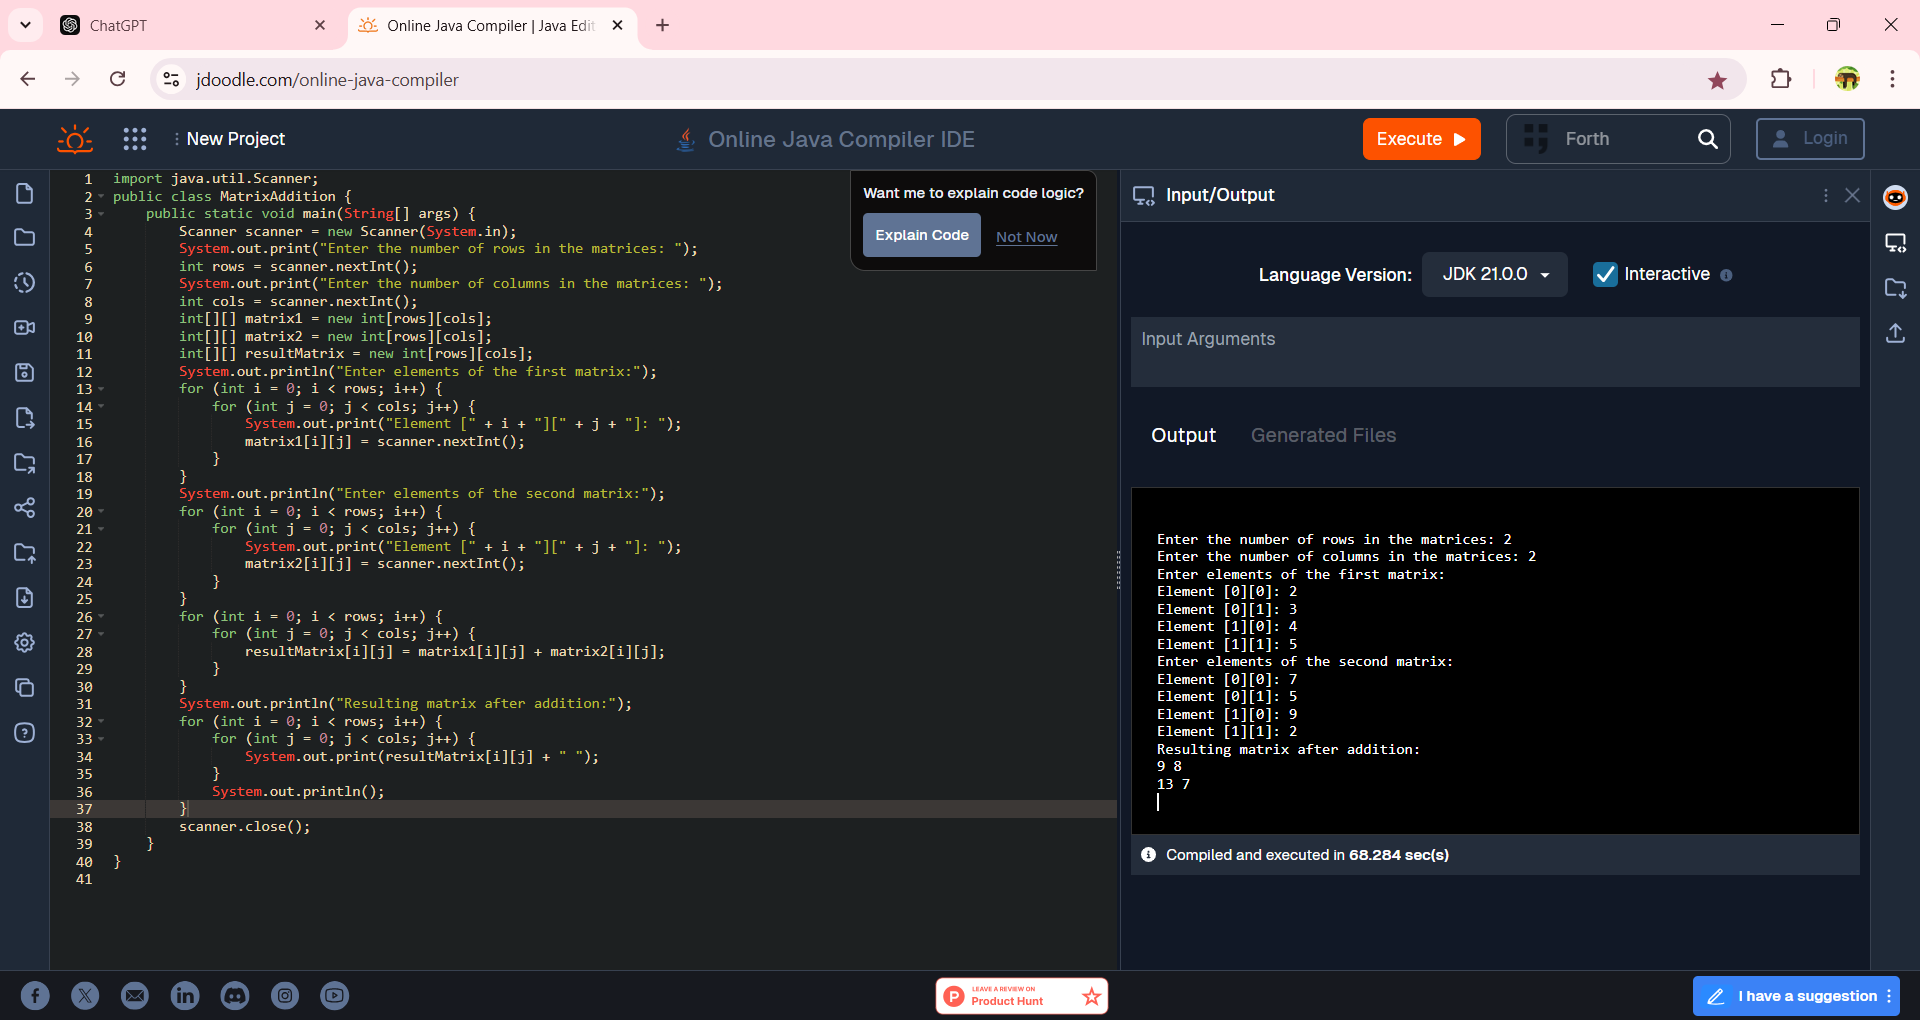 ChatGPT
Online Java Compiler | Java Edit
jdoodle.com/online-java-compiler
New Project
Online Java Compiler IDE
Execute
Forth
Login
1 import java.util.Scanner;
2 public class MatrixAddition {
3     public static void main(String[] args) {
4         Scanner scanner = new Scanner(System.in);
5         System.out.print("Enter the number of rows in the matrices: ");
6         int rows = scanner.nextInt();
7         System.out.print("Enter the number of columns in the matrices: ");
8         int cols = scanner.nextInt();
9         int[][] matrix1 = new int[rows][cols];
10         int[][] matrix2 = new int[rows][cols];
11         int[][] resultMatrix = new int[rows][cols];
12         System.out.println("Enter elements of the first matrix:");
13         for (int i = 0; i < rows; i++) {
14             for (int j = 0; j < cols; j++) {
15                 System.out.print("Element [" + i + "][" + j + "]: ");
16                 matrix1[i][j] = scanner.nextInt();
17             }
18         }
19         System.out.println("Enter elements of the second matrix:");
20         for (int i = 0; i < rows; i++) {
21             for (int j = 0; j < cols; j++) {
22                 System.out.print("Element [" + i + "][" + j + "]: ");
23                 matrix2[i][j] = scanner.nextInt();
24             }
25         }
26         for (int i = 0; i < rows; i++) {
27             for (int j = 0; j < cols; j++) {
28                 resultMatrix[i][j] = matrix1[i][j] + matrix2[i][j];
29             }
30         }
31         System.out.println("Resulting matrix after addition:");
32         for (int i = 0; i < rows; i++) {
33             for (int j = 0; j < cols; j++) {
34                 System.out.print(resultMatrix[i][j] + " ");
35             }
36             System.out.println();
37         }
38         scanner.close();
39     }
40 }
41
Want me to explain code logic?
Explain Code
Not Now
Input/Output
Language Version:
JDK 21.0.0
Interactive
Input Arguments
Output
Generated Files
Enter the number of rows in the matrices: 2
Enter the number of columns in the matrices: 2
Enter elements of the first matrix:
Element [0][0]: 2
Element [0][1]: 3
Element [1][0]: 4
Element [1][1]: 5
Enter elements of the second matrix:
Element [0][0]: 7
Element [0][1]: 5
Element [1][0]: 9
Element [1][1]: 2
Resulting matrix after addition:
9 8
13 7
Compiled and executed in 68.284 sec(s)
LEAVE A REVIEW ON
Product Hunt
I have a suggestion